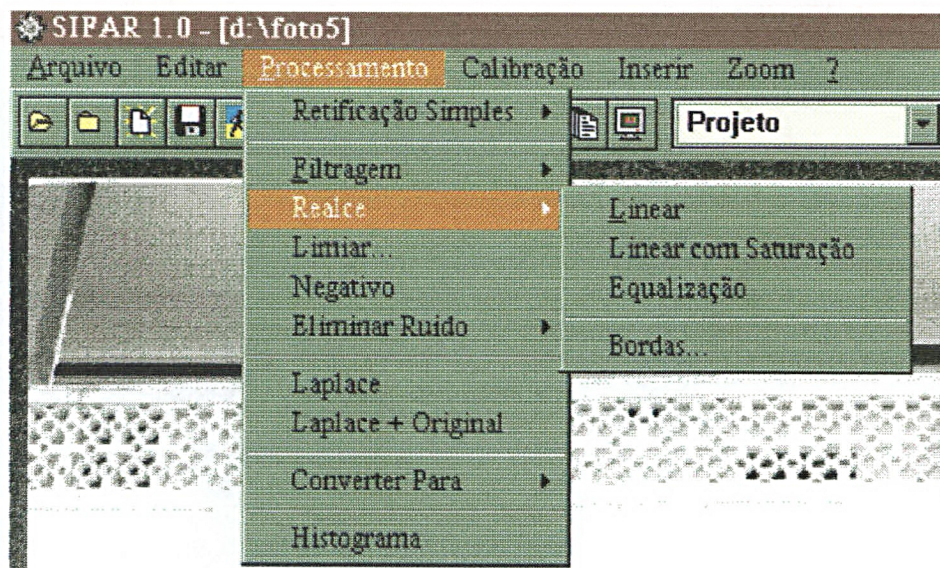 SIFAR 1.0 - [d:\foto5]
Arquivo Editar Processamento Calibração Inserir Zoom ?
Projeto
Retificação Simples
Filtragem
Realce
Limiar...
Negativo
Eliminar Ruído
Laplace
Laplace + Original
Converter Para
Histograma
Linear
Linear com Saturação
Equalização
Bordas...